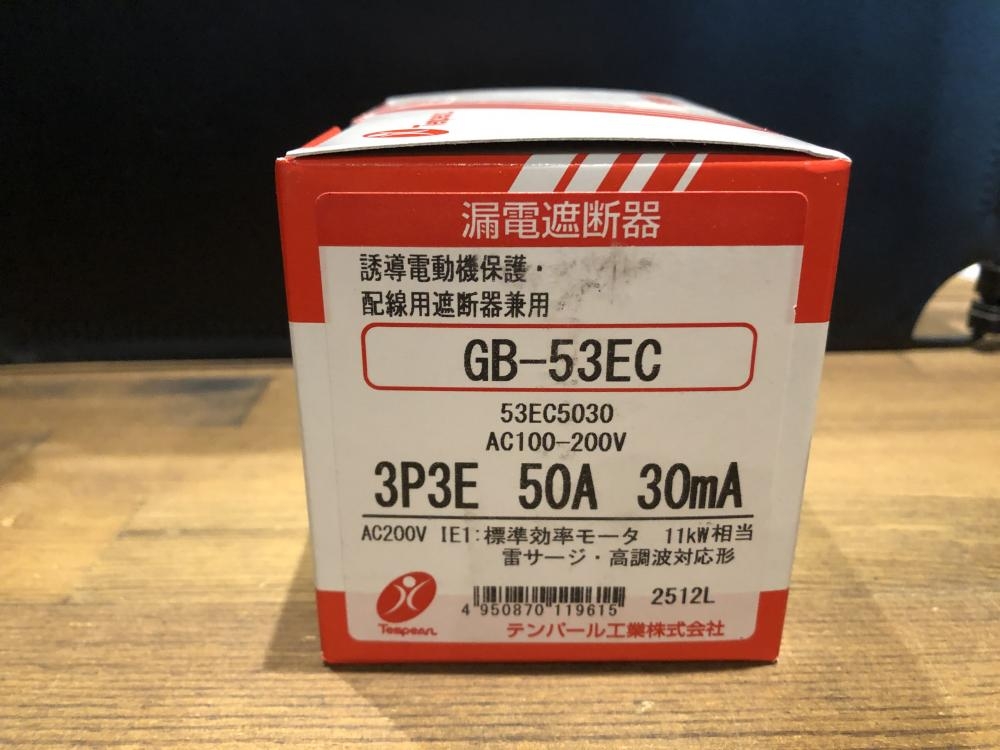 漏電遮断器
誘導電動機保護・
配線用遮断器兼用
GB-53EC
53EC5030
AC100-200V
3P3E 50A 30mA
AC200V IE1:標準効率モータ 11kW相当
雷サージ・高調波対応形
4 950870 119615 2512L
Tempearl
テンパール工業株式会社